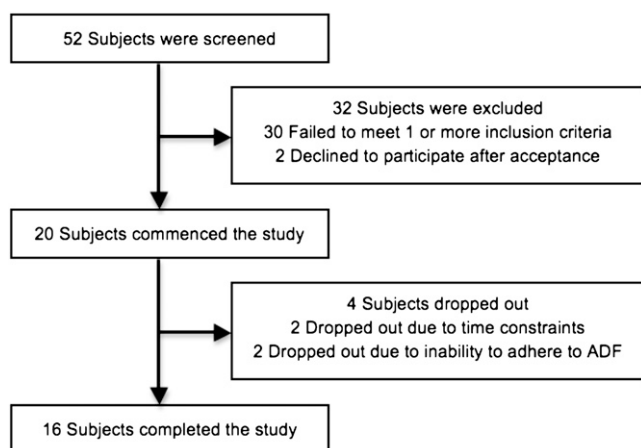 52 Subjects were screened
32 Subjects were excluded
30 Failed to meet 1 or more inclusion criteria
2 Declined to participate after acceptance
20 Subjects commenced the study
4 Subjects dropped out
2 Dropped out due to time constraints
2 Dropped out due to inability to adhere to ADF
16 Subjects completed the study